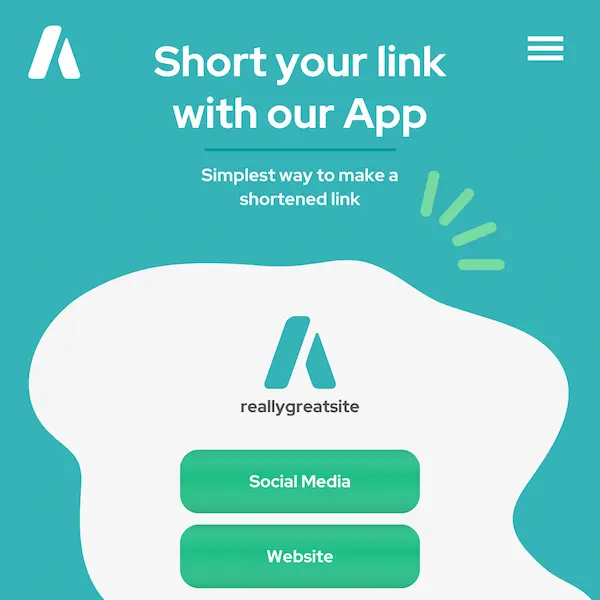 Short your link
with our App
Simplest way to make a
shortened link
reallygreatsite
Social Media
Website